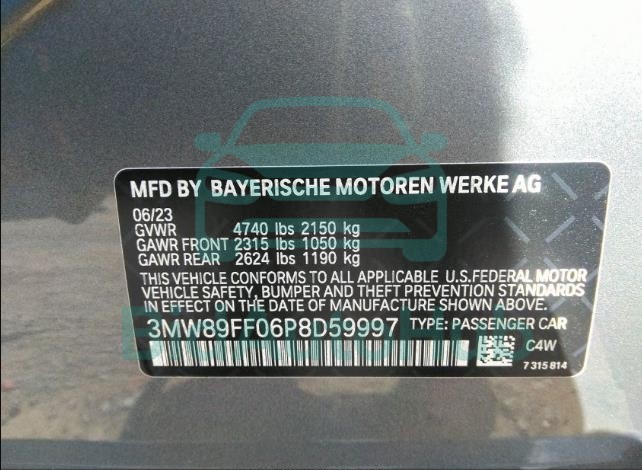 MFD BY BAYERISCHE MOTOREN WERKE AG
06/23
GVWR 4740 lbs 2150 kg
GAWR FRONT 2315 lbs 1050 kg
GAWR REAR 2624 lbs 1190 kg
THIS VEHICLE CONFORMS TO ALL APPLICABLE U.S.FEDERAL MOTOR
VEHICLE SAFETY, BUMPER AND THEFT PREVENTION STANDARDS
IN EFFECT ON THE DATE OF MANUFACTURE SHOWN ABOVE.
3MW89FF06P8D59997 TYPE: PASSENGER CAR
C4W
7 315 814